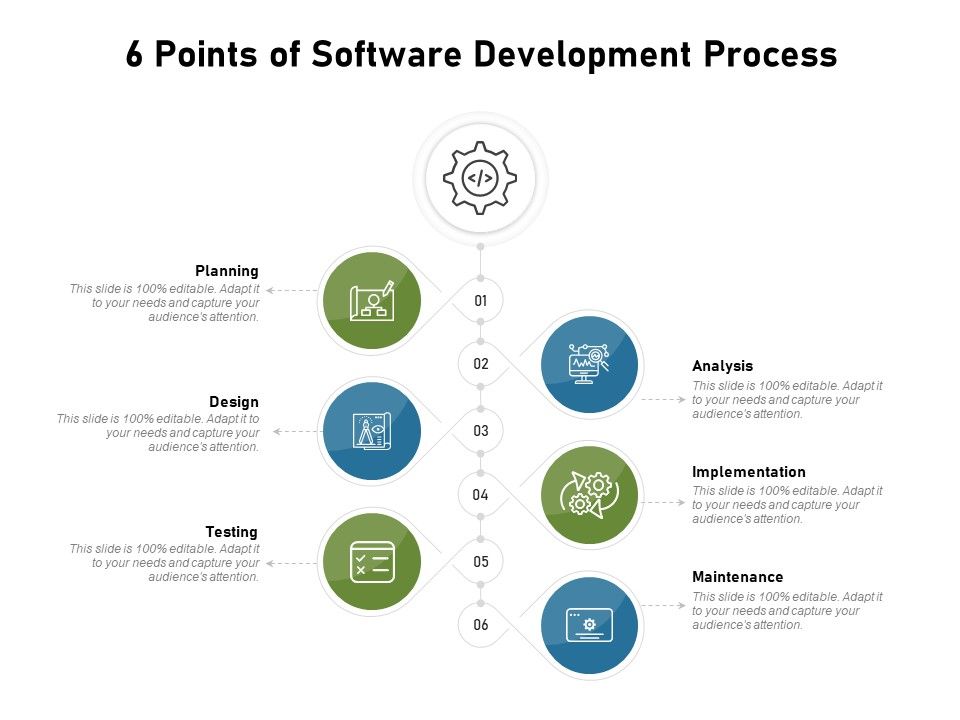 6 Points of Software Development Process
</>
Planning
This slide is 100% editable. Adapt it
to your needs and capture your
audience's attention.
01
02
Analysis
This slide is 100% editable. Adapt it
to your needs and capture your
audience's attention.
Design
This slide is 100% editable. Adapt it to
your needs and capture your
audience's attention.
03
04
Implementation
This slide is 100% editable. Adapt it
to your needs and capture your
audience's attention.
Testing
This slide is 100% editable. Adapt it
to your needs and capture your
audience's attention.
05
06
Maintenance
This slide is 100% editable. Adapt it
to your needs and capture your
audience's attention.